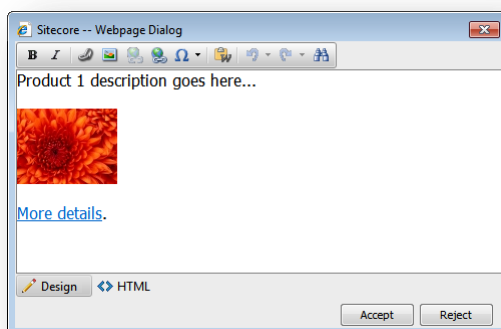 Sitecore -- Webpage Dialog
B I Ω W
Product 1 description goes here...
More details.
Design HTML
Accept Reject